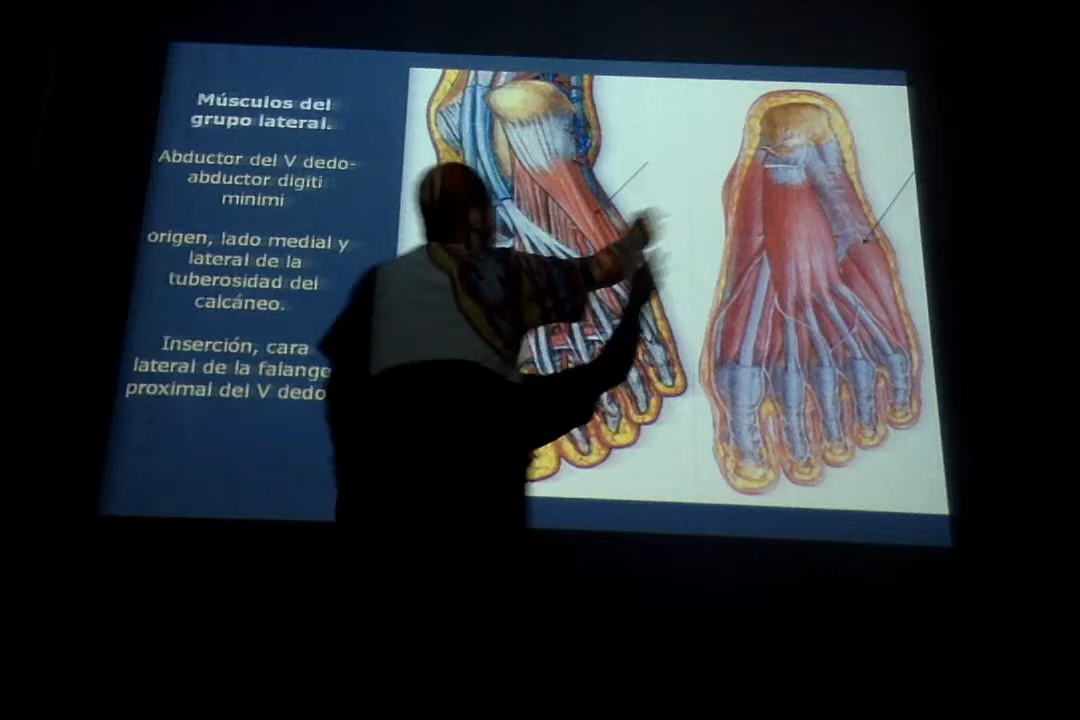 Músculos del
grupo lateral.
Abductor del V dedo-
abductor digiti
minimi
origen, lado medial y
lateral de la
tuberosidad del
calcáneo.
Inserción, cara
lateral de la falange
proximal del V dedo